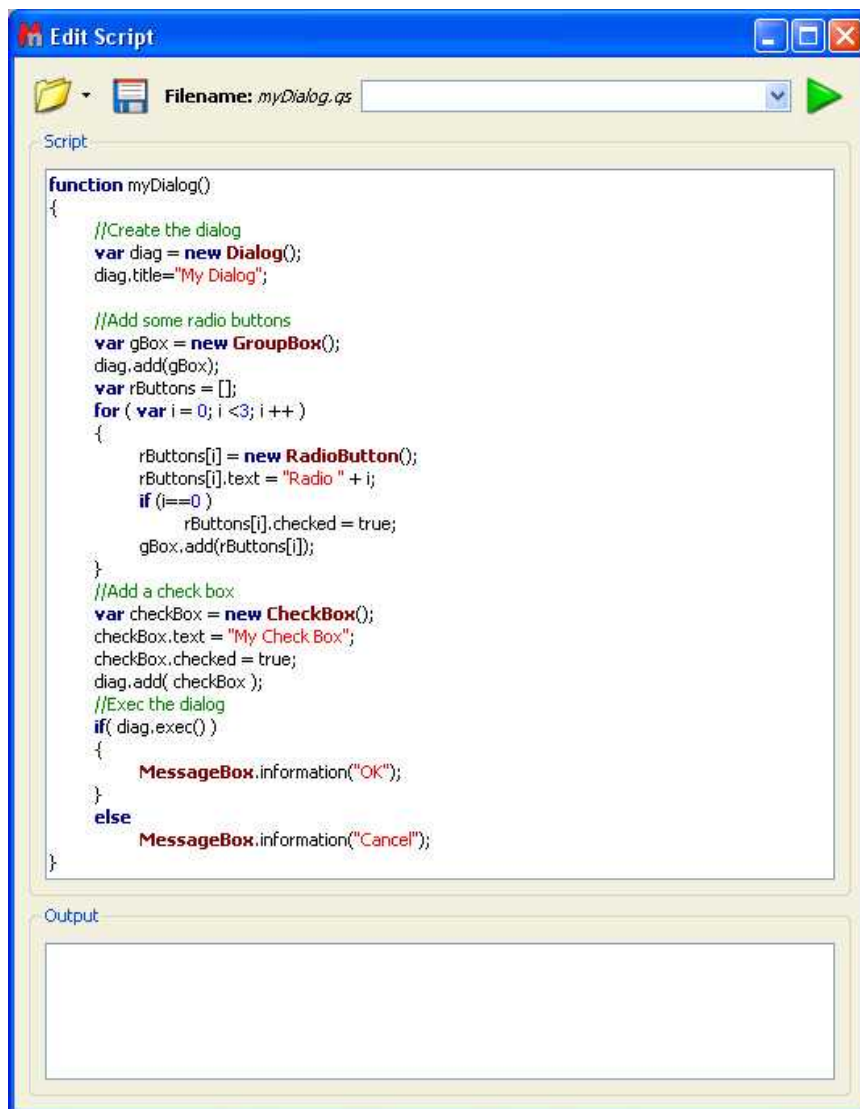 Edit Script
Filename: myDialog.qs
Script
function myDialog()
{
//Create the dialog
var diag = new Dialog();
diag.title="My Dialog";
//Add some radio buttons
var gBox = new GroupBox();
diag.add(gBox);
var rButtons = [];
for ( var i = 0; i <3; i ++ )
{
rButtons[i] = new RadioButton();
rButtons[i].text = "Radio " + i;
if (i==0 )
rButtons[i].checked = true;
gBox.add(rButtons[i]);
}
//Add a check box
var checkBox = new CheckBox();
checkBox.text = "My Check Box";
checkBox.checked = true;
diag.add( checkBox );
//Exec the dialog
if( diag.exec() )
{
MessageBox.information("OK");
}
else
MessageBox.information("Cancel");
}
Output